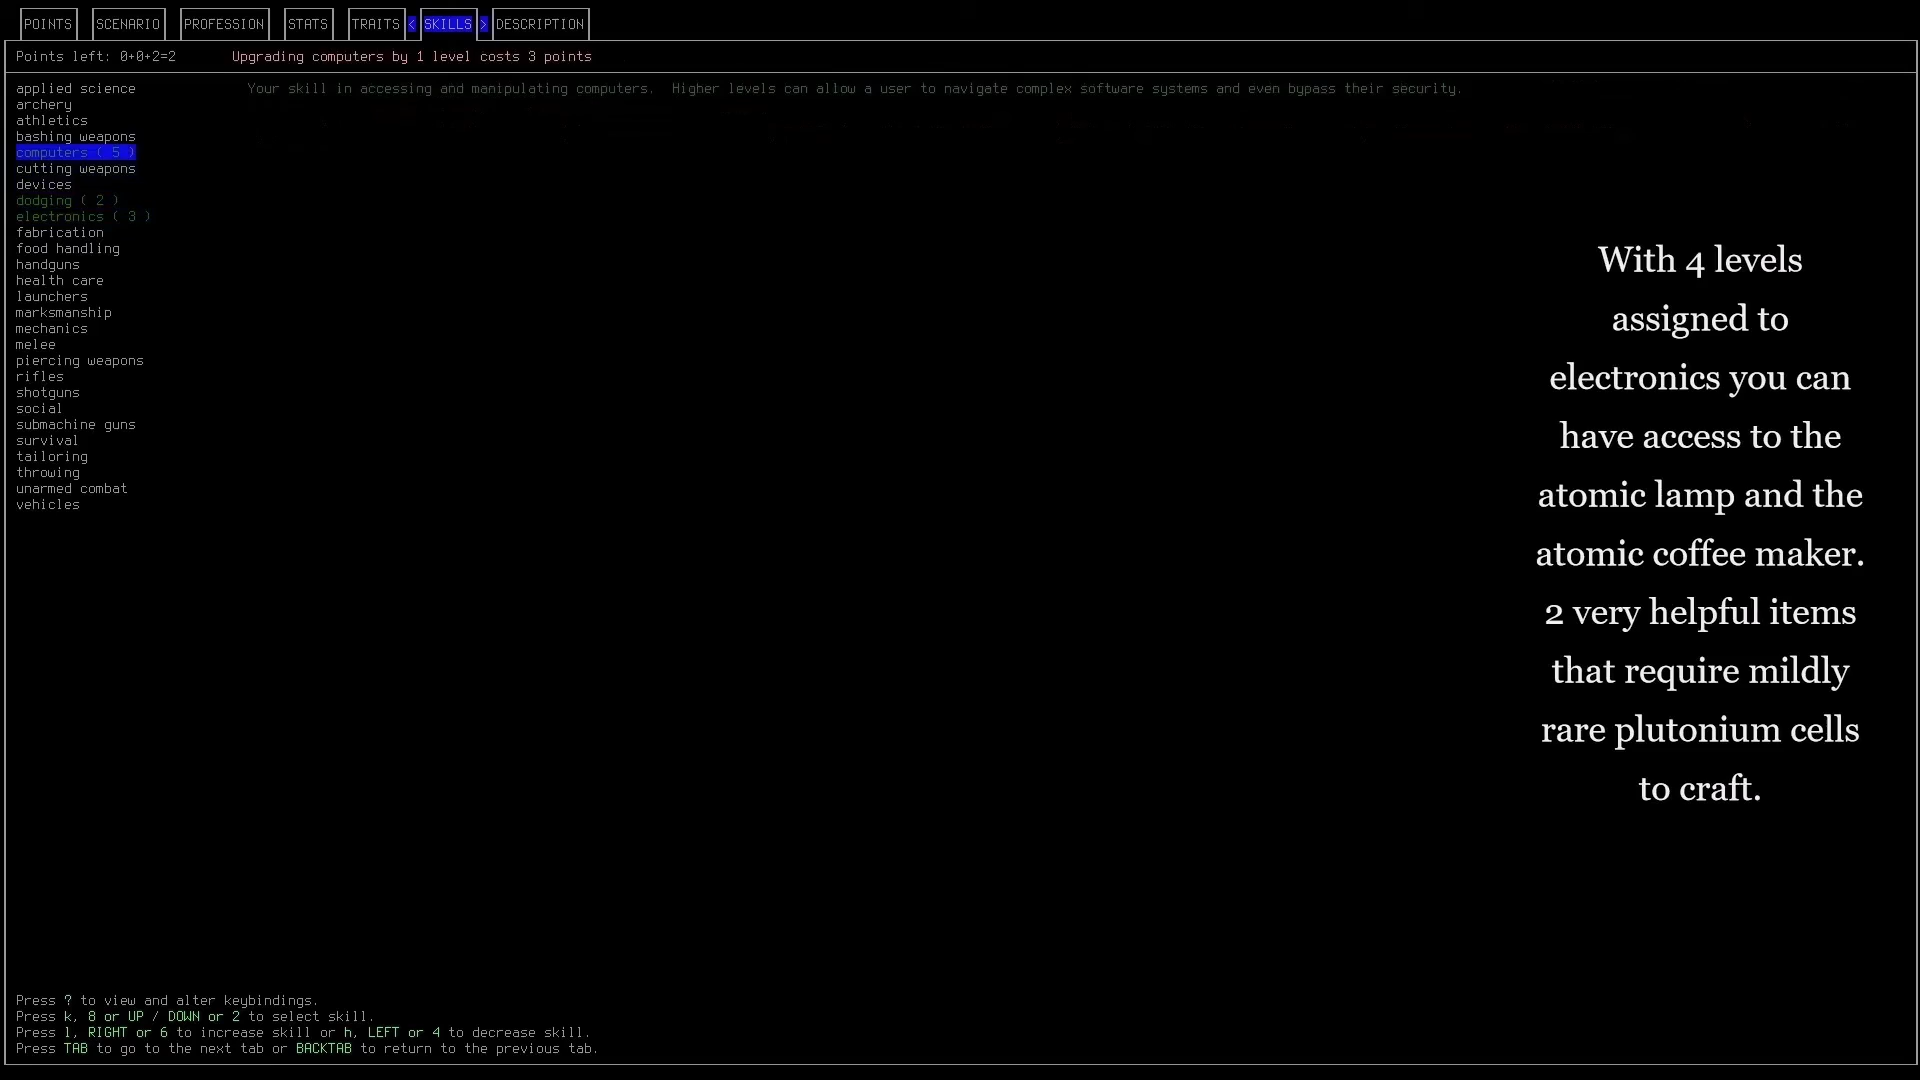 POINTS SCENARIO PROFESSION STATS TRAITS < SKILLS > DESCRIPTION
Points left: 0+0+2=2 Upgrading computers by 1 level costs 3 points
Your skill in accessing and manipulating computers. Higher levels can allow a user to navigate complex software systems and even bypass their security.
applied science
archery
athletics
bashing weapons
computers ( 5 )
cutting weapons
devices
dodging ( 2 )
electronics ( 3 )
fabrication
food handling
handguns
health care
launchers
marksmanship
mechanics
melee
piercing weapons
rifles
shotguns
social
submachine guns
survival
tailoring
throwing
unarmed combat
vehicles
With 4 levels
assigned to
electronics you can
have access to the
atomic lamp and the
atomic coffee maker.
2 very helpful items
that require mildly
rare plutonium cells
to craft.
Press ? to view and alter keybindings.
Press k, 8 or UP / DOWN or 2 to select skill.
Press l, RIGHT or 6 to increase skill or h, LEFT or 4 to decrease skill.
Press TAB to go to the next tab or BACKTAB to return to the previous tab.